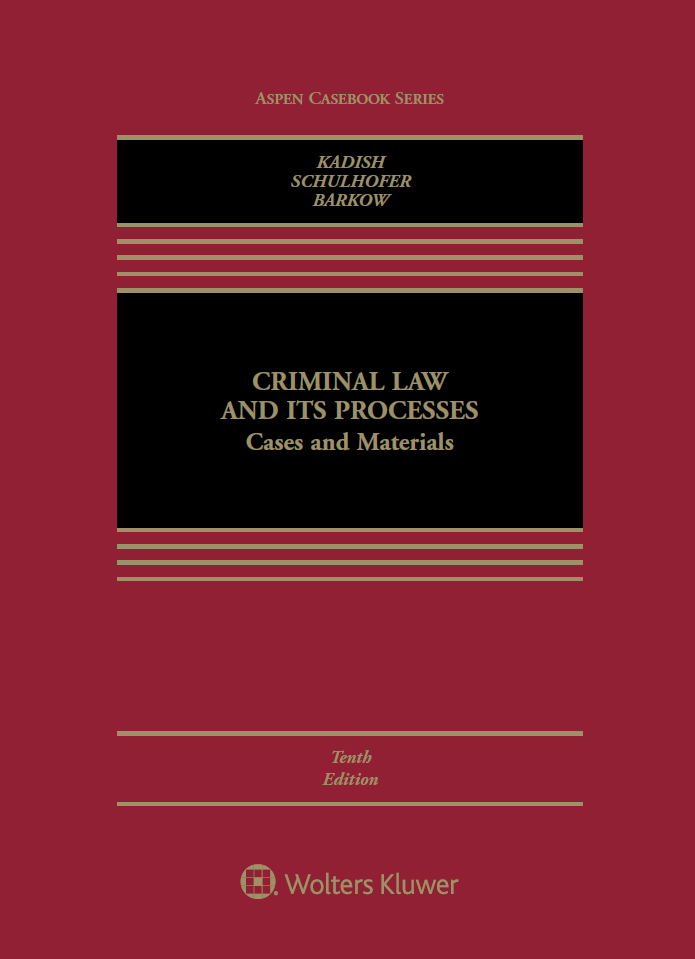 ASPEN CASEBOOK SERIES
KADISH
SCHULHOFER
BARKOW
CRIMINAL LAW
AND ITS PROCESSES
Cases and Materials
Tenth
Edition
Wolters Kluwer